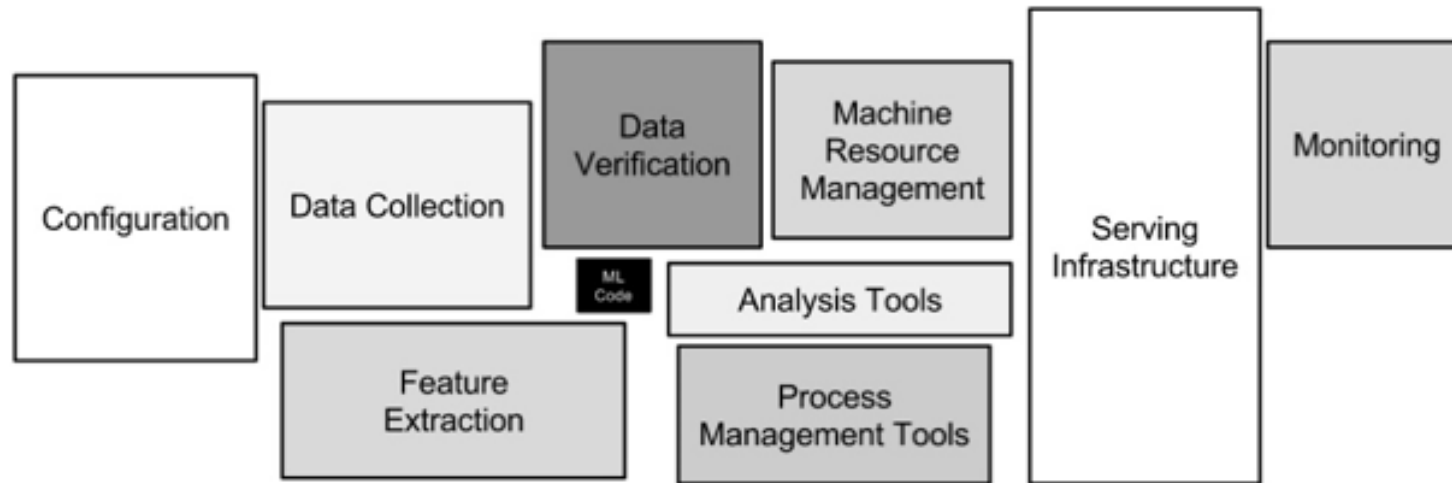 Configuration
Data Collection
Feature
Extraction
Data
Verification
ML
Code
Machine
Resource
Management
Analysis Tools
Process
Management Tools
Serving
Infrastructure
Monitoring